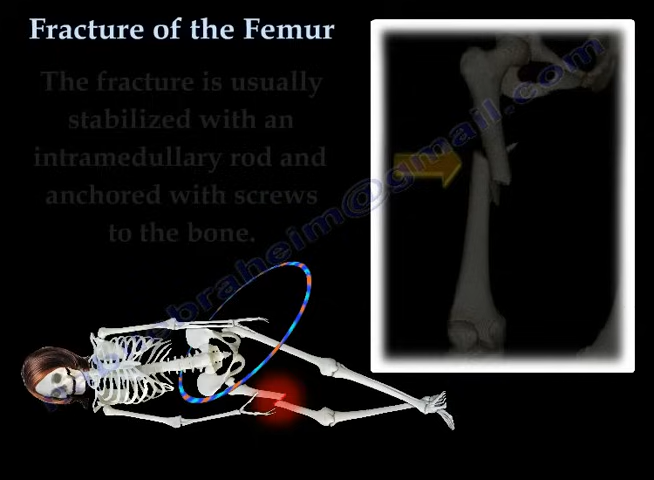 Fracture of the Femur
The fracture is usually
stabilized with an
intramedullary rod and
anchored with screws
to the bone.